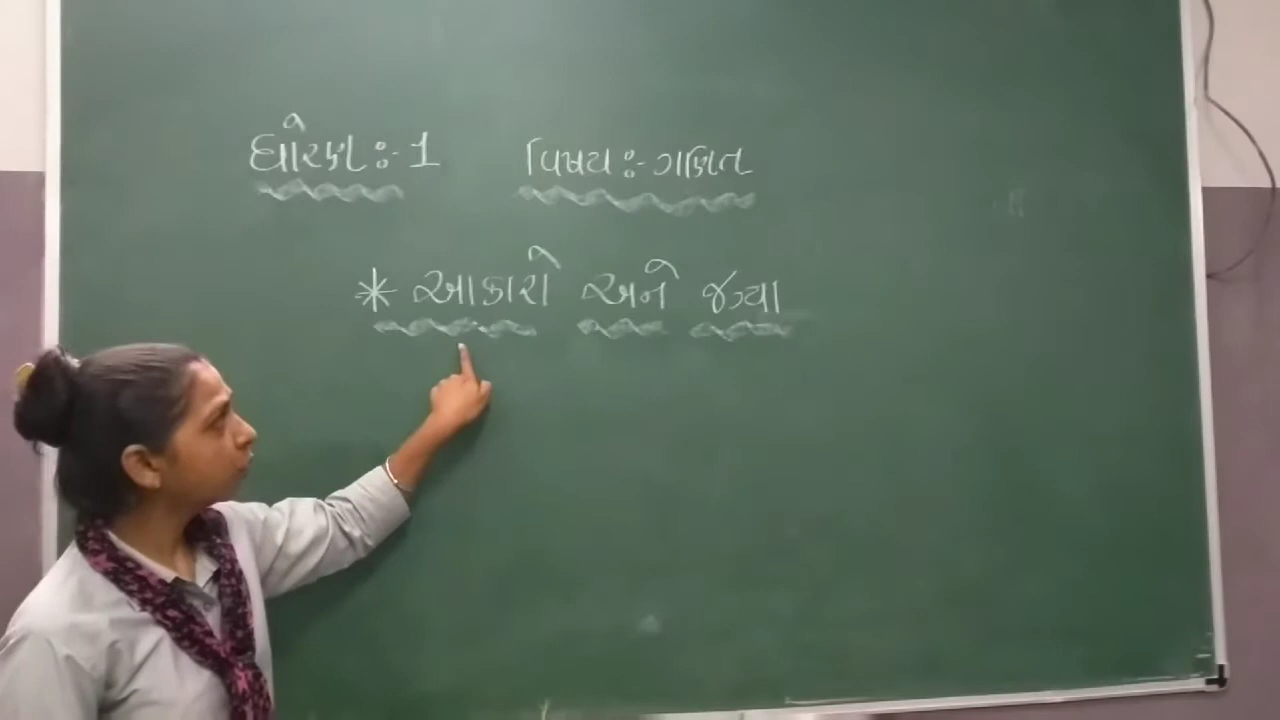 ધોરણ :- 1 વિષય :- ગણિત
* આકારો અને જગ્યા